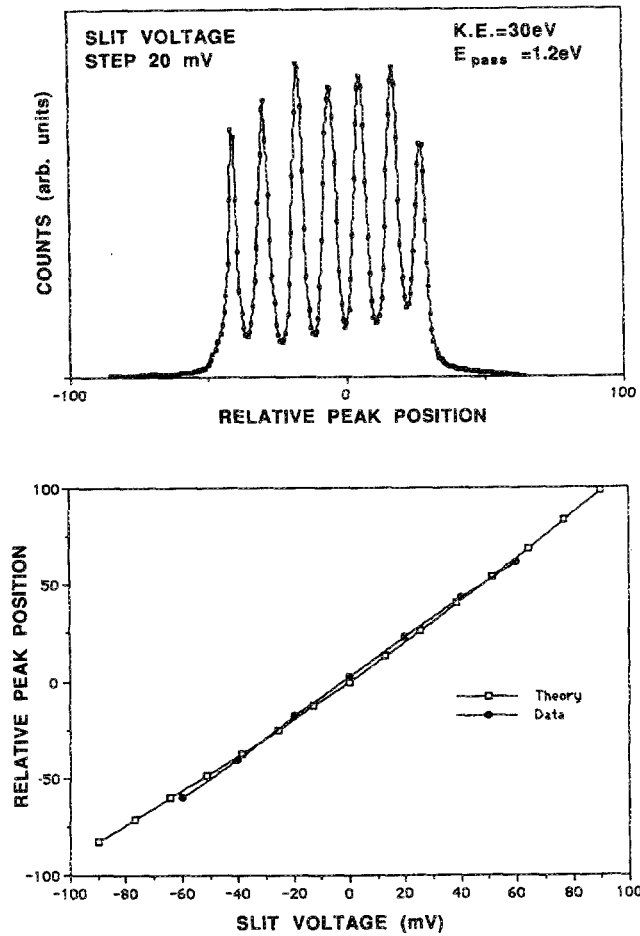 SLIT VOLTAGE
STEP 20 mV
K.E.=30eV
E pass =1.2eV
COUNTS (arb. units)
-100
0
100
RELATIVE PEAK POSITION
100
50
0
-50
-100
RELATIVE PEAK POSITION
Theory
Data
-100 -80 -60 -40 -20 0 20 40 60 80 100
SLIT VOLTAGE (mV)